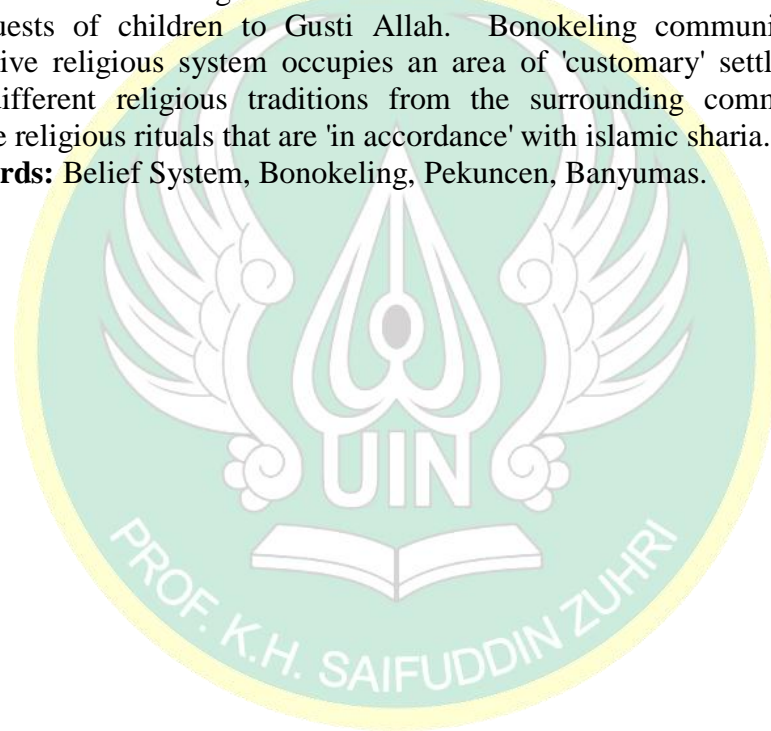 uests of children to Gusti Allah. Bonokeling communi
ive religious system occupies an area of 'customary' settl
ifferent religious traditions from the surrounding comm
e religious rituals that are 'in accordance' with islamic sharia.
rds: Belief System, Bonokeling, Pekuncen, Banyumas.
UIN
PROF. K.H. SAIFUDDIN ZUHRI